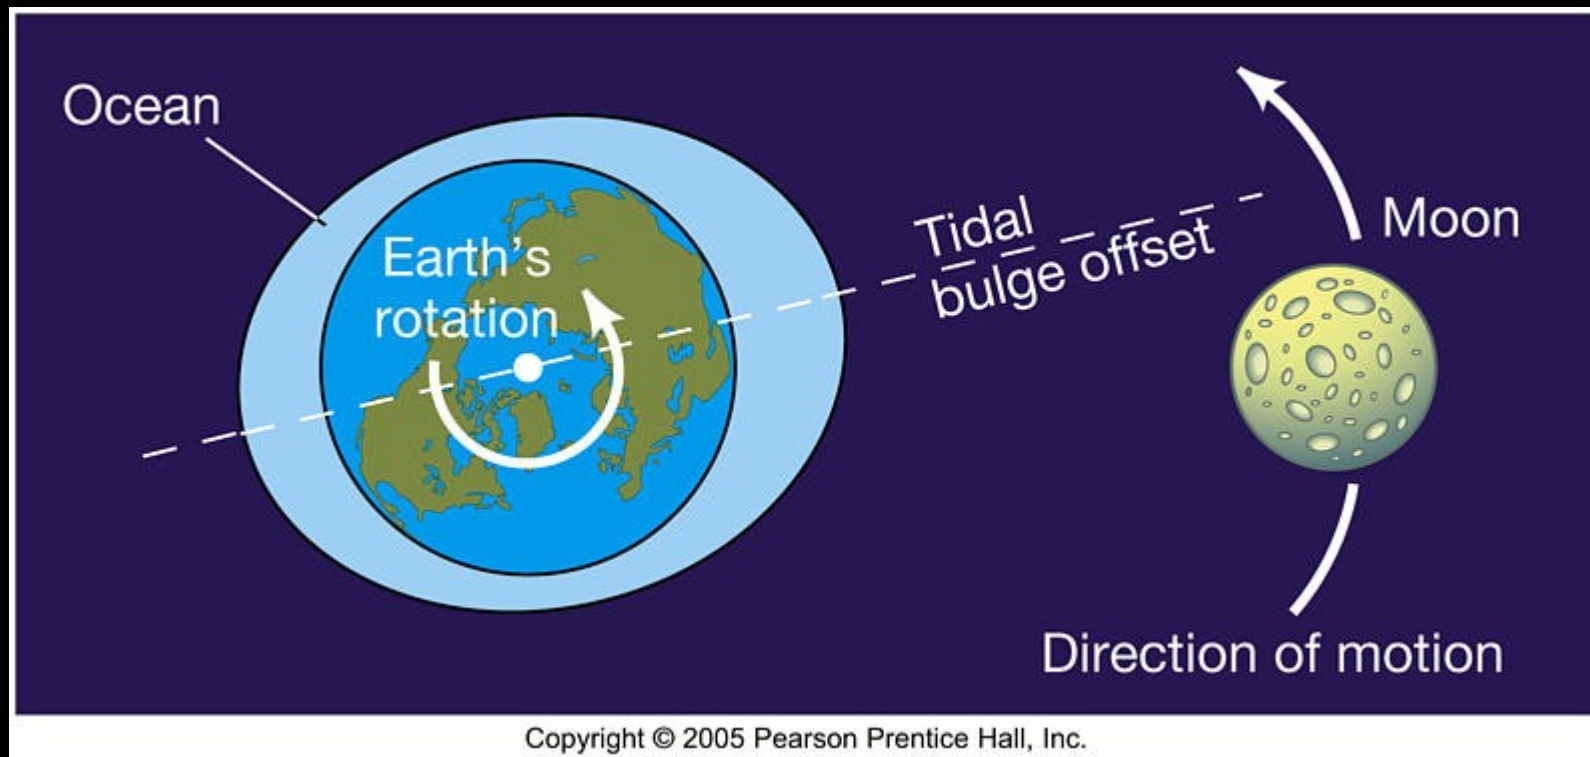 Ocean
Earth's
rotation
Tidal
bulge offset
Moon
Direction of motion
Copyright © 2005 Pearson Prentice Hall, Inc.